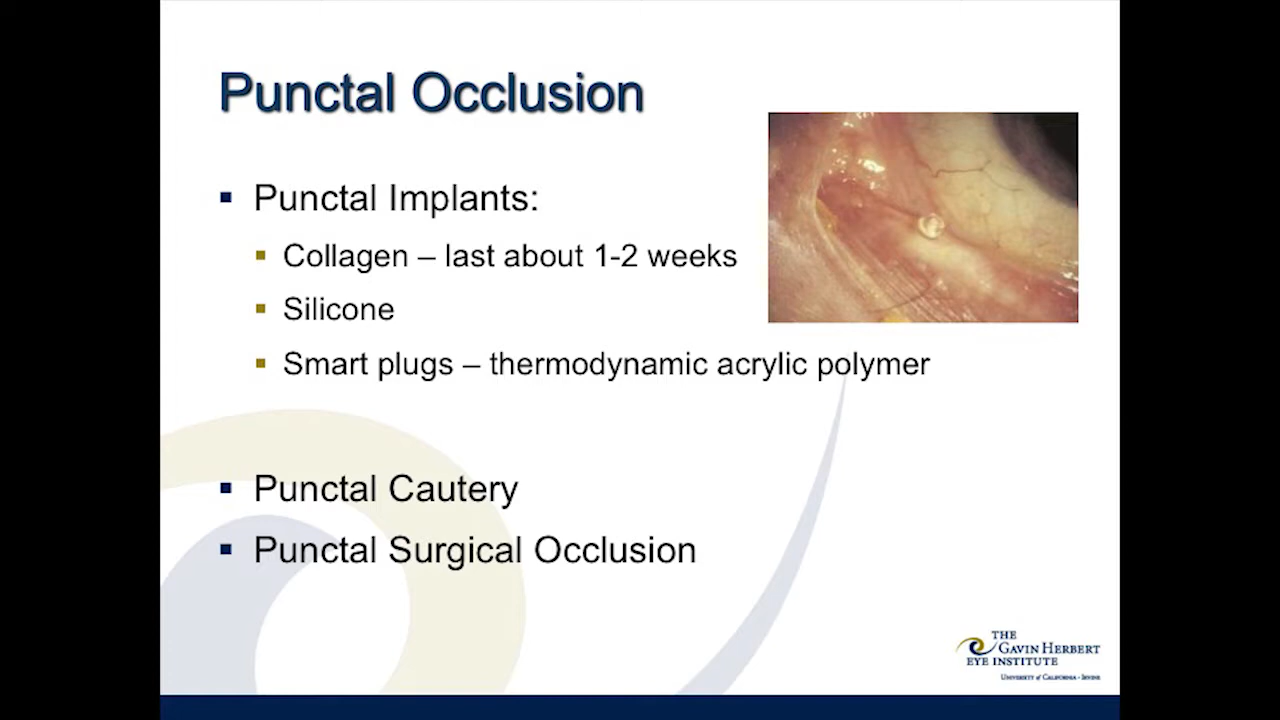 Punctal Occlusion
Punctal Implants:
Collagen – last about 1-2 weeks
Silicone
Smart plugs – thermodynamic acrylic polymer
Punctal Cautery
Punctal Surgical Occlusion
THE
GAVIN HERBERT
EYE INSTITUTE
UNIVERSITY of CALIFORNIA - IRVINE